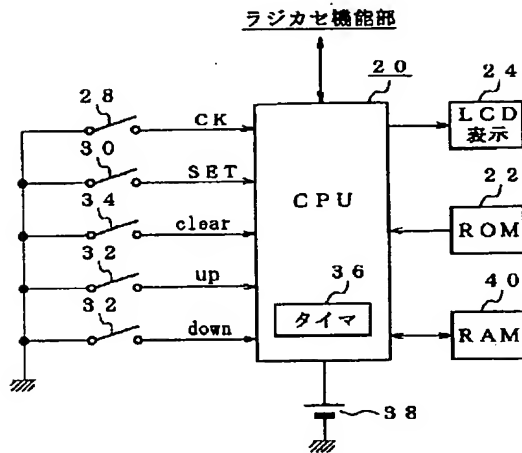 ラジカセ機能部
20
24
28
CK
LCD
表示
30
SET
22
34
CPU
ROM
clear
32
up
36
40
32
タイマ
RAM
down
38